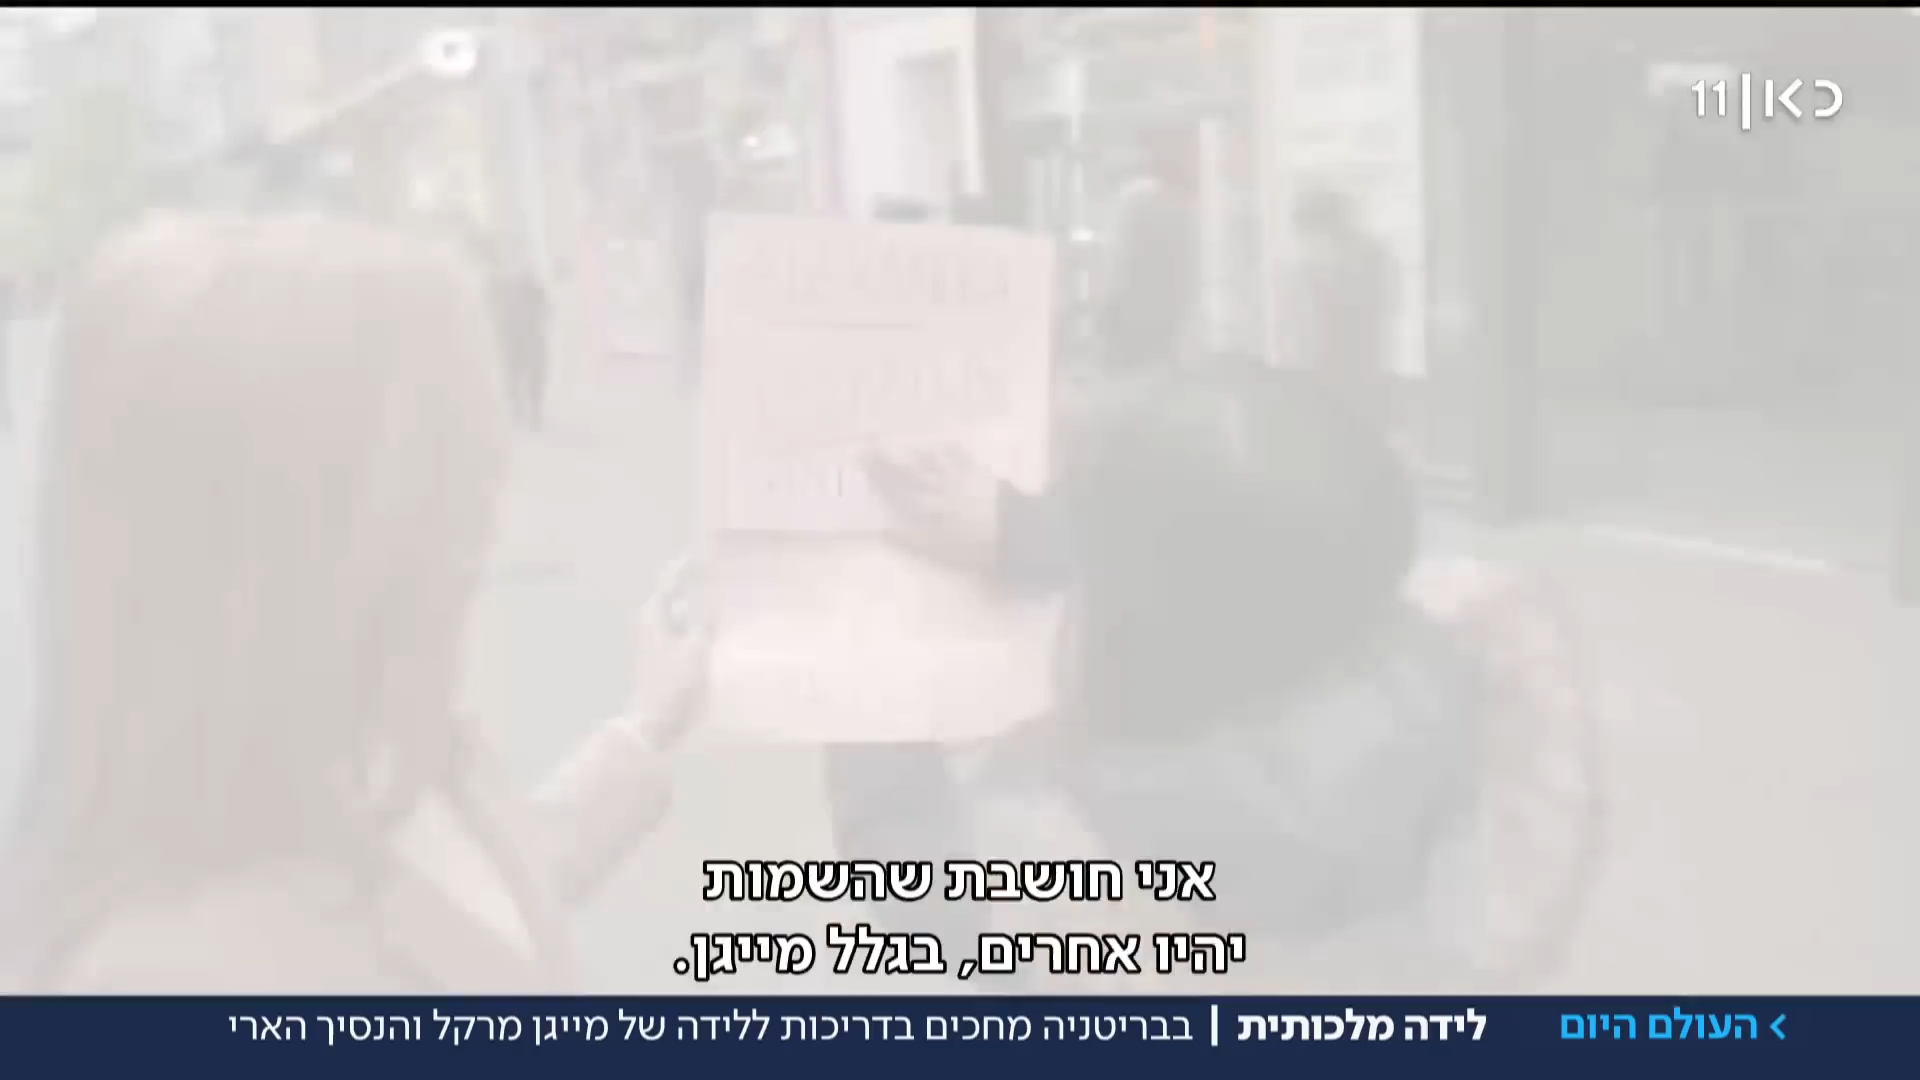 כאן | 11
אני חושבת שהשמות
יהיו אחרים, בגלל מייגן.
העולם היום
לידה מלכותית | בבריטניה מחכים בדריכות ללידה של מייגן מרקל והנסיך הארי